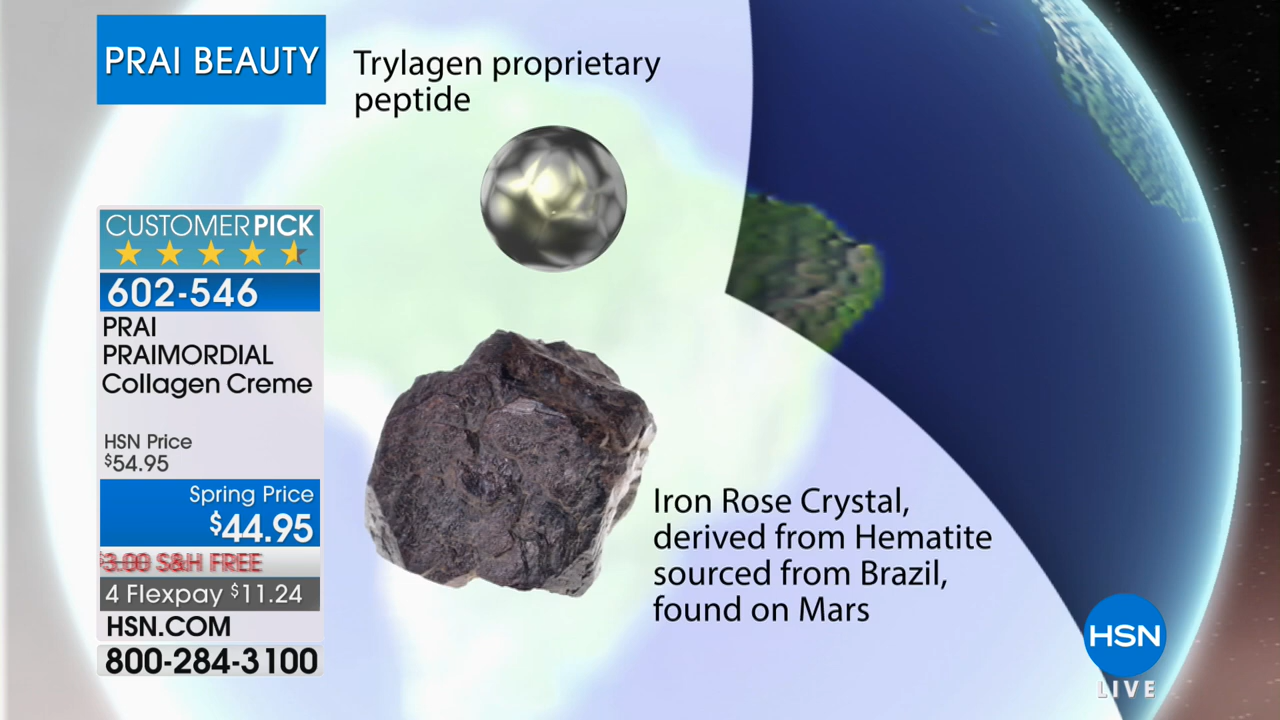 PRAI BEAUTY
Trylagen proprietary
peptide
CUSTOMERPICK
602-546
PRAI
PRAIMORDIAL
Collagen Creme
HSN Price
$54.95
Spring Price
$44.95
$3.00 S&H FREE
4 Flexpay $11.24
HSN.COM
800-284-3100
Iron Rose Crystal,
derived from Hematite
sourced from Brazil,
found on Mars
HSN
LIVE